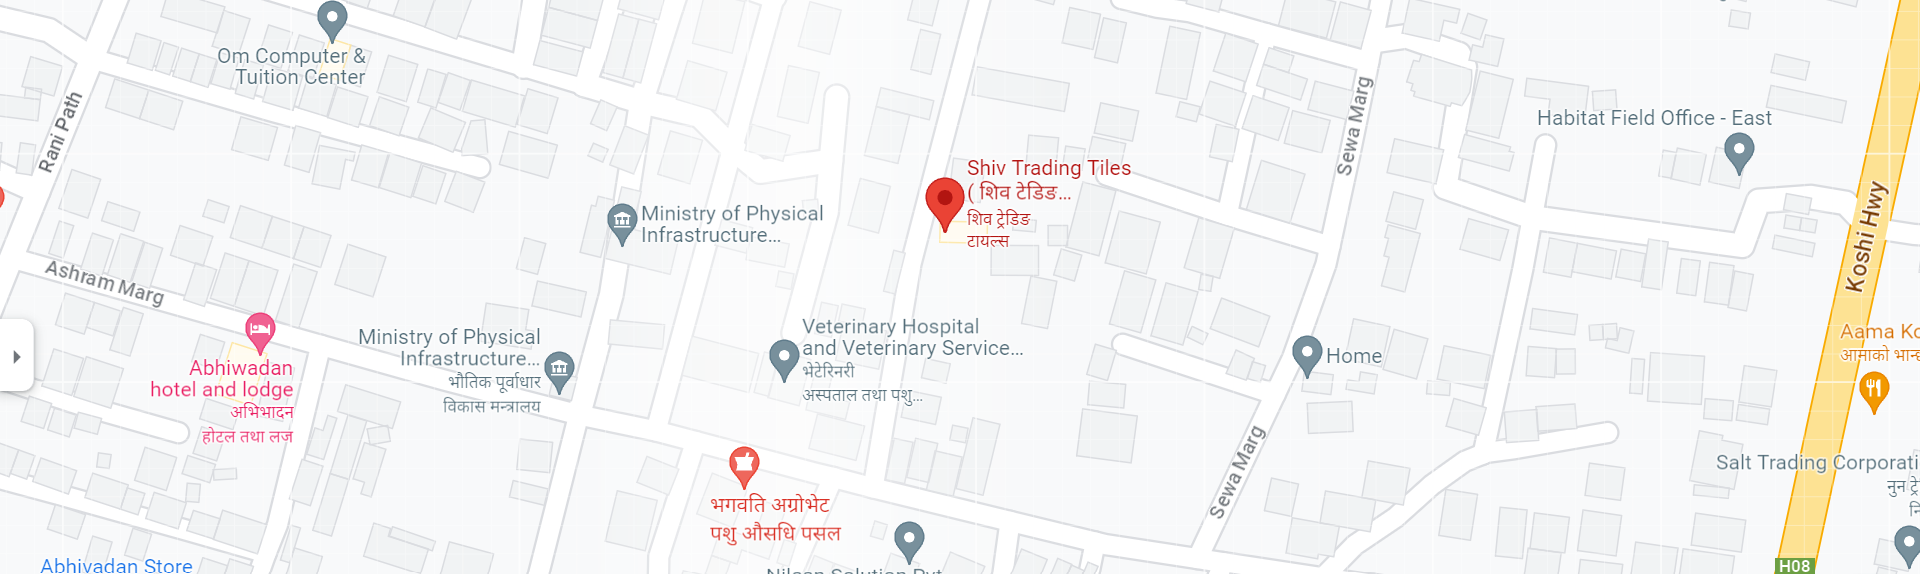 Om Computer &
Tuition Center
Rani Path
Sewa Marg
Habitat Field Office - East
Shiv Trading Tiles
( शिव टेडिङ...
शिव ट्रेडिङ
टायल्स
Ministry of Physical
Infrastructure...
Koshi Hwy
Ashram Marg
Abhiwadan
hotel and lodge
अभिभादन
होटल तथा लज
Ministry of Physical
Infrastructure...
भौतिक पूर्वाधार
विकास मन्त्रालय
Veterinary Hospital
and Veterinary Service...
भेटेरिनरी
अस्पताल तथा पशु...
Home
Aama Ko
आमाको भान्छ
Sewa Marg
Salt Trading Corporati
नुन ट्रे
नि
भगवति अग्रोभेट
पशु औसधि पसल
Abhivadan Store
H08